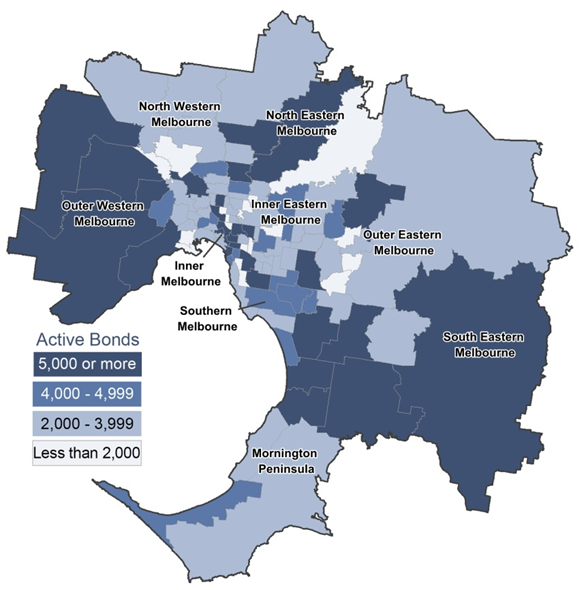 North Western
Melbourne
North Eastern
Melbourne
Outer Western
Melbourne
Inner Eastern
Melbourne
Outer Eastern
Melbourne
Inner
Melbourne
Southern
Melbourne
South Eastern
Melbourne
Active Bonds
5,000 or more
4,000 - 4,999
2,000 - 3,999
Less than 2,000
Mornington
Peninsula